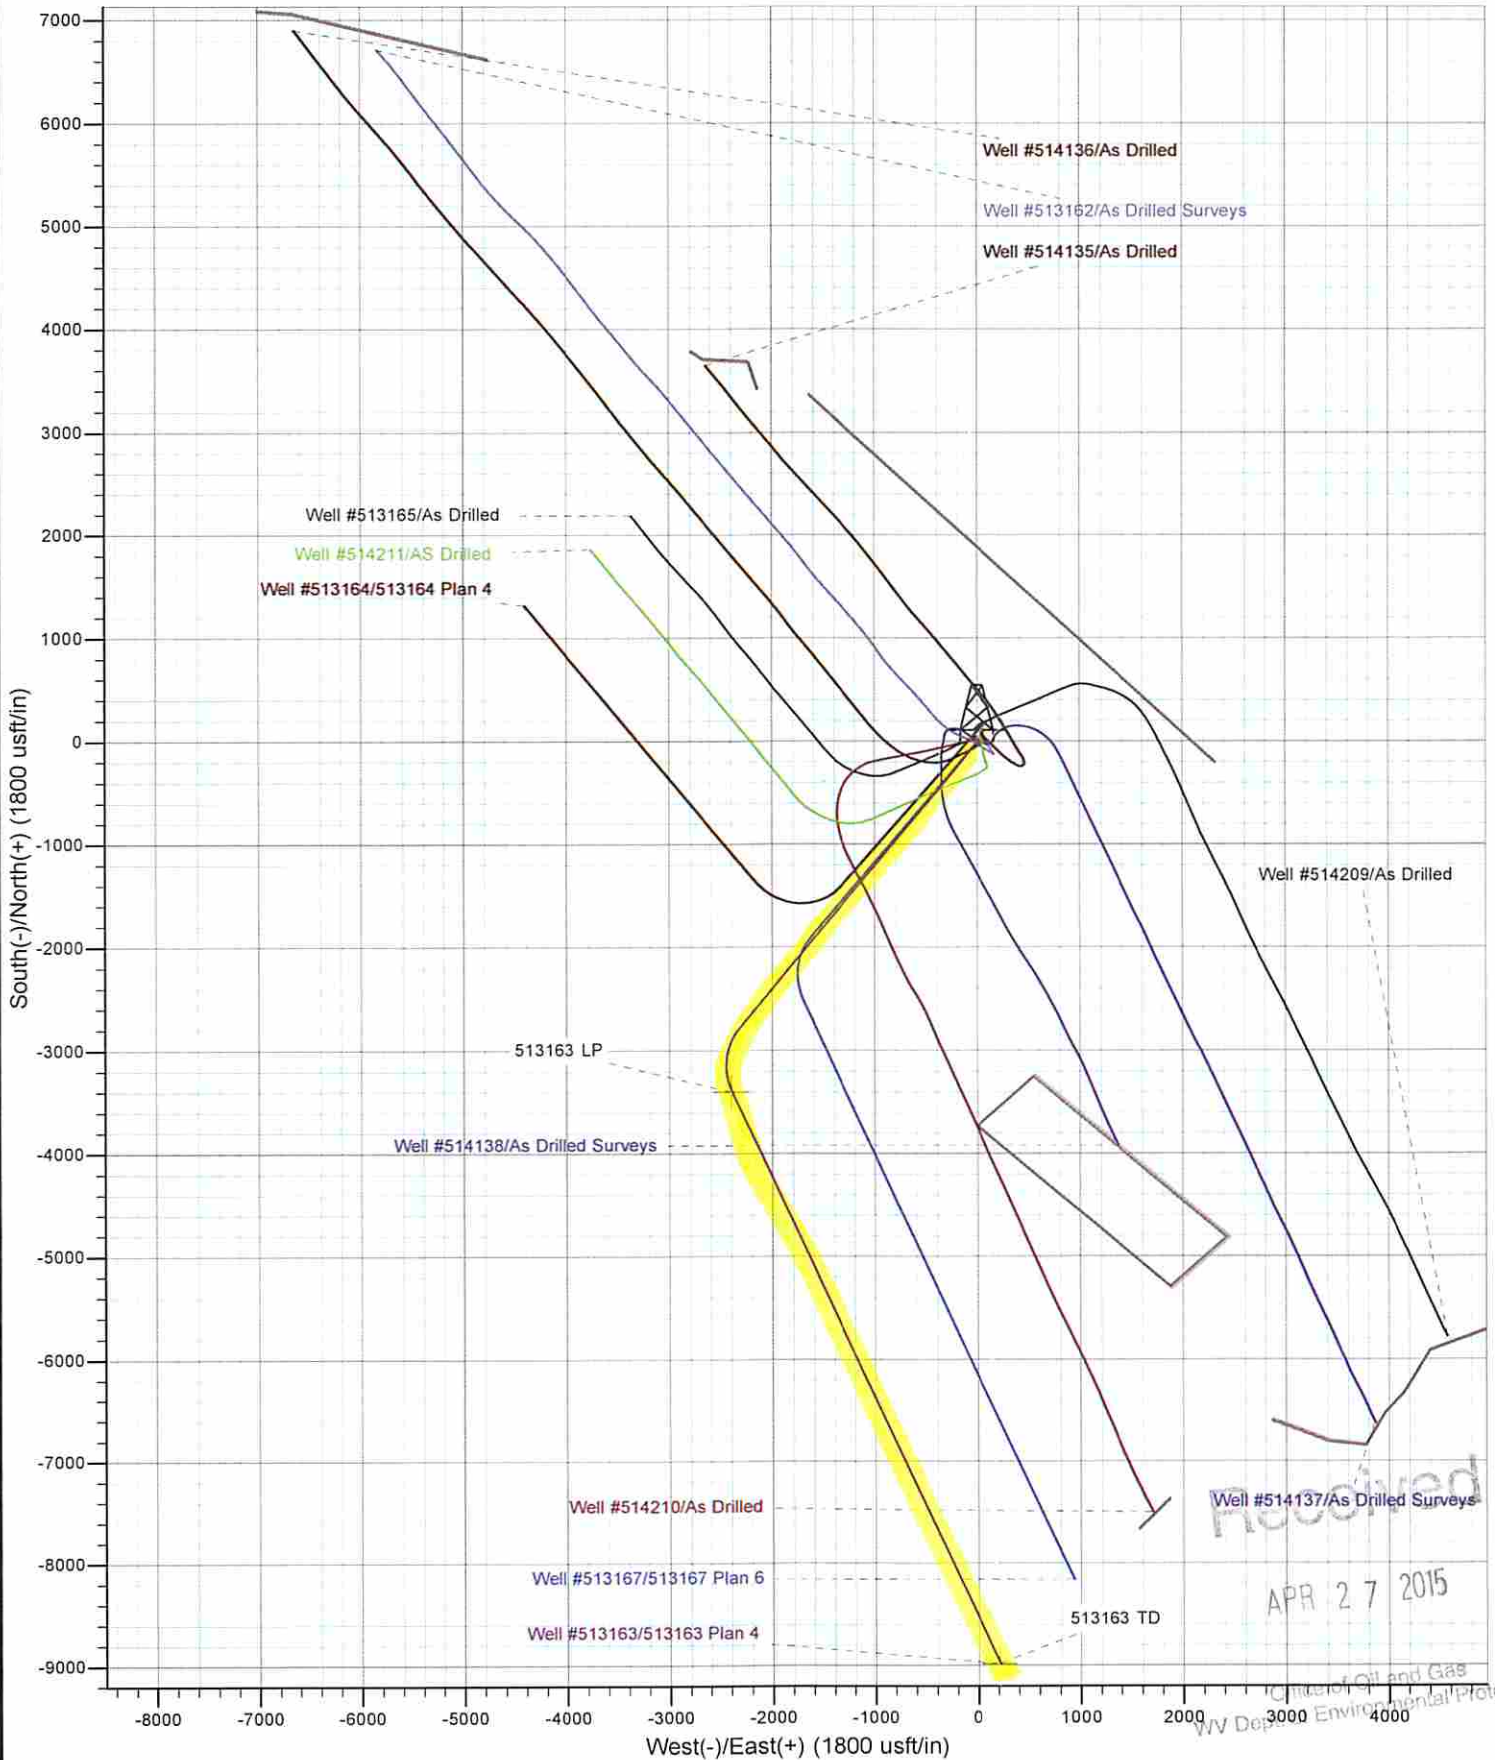 7000
6000
5000
4000
3000
2000
1000
0
-1000
-2000
-3000
-4000
-5000
-6000
-7000
-8000
-9000
South(-)/North(+) (1800 usft/in)
Well #514136/As Drilled
Well #513162/As Drilled Surveys
Well #514135/As Drilled
Well #513165/As Drilled
Well #514211/AS Drilled
Well #513164/513164 Plan 4
Well #514209/As Drilled
513163 LP
Well #514138/As Drilled Surveys
Well #514210/As Drilled
Received
Well #514137/As Drilled Surveys
Well #513167/513167 Plan 6
APR 27 2015
513163 TD
Well #513163/513163 Plan 4
Office of Oil and Gas
WV Dept. of Environmental Prot
-8000 -7000 -6000 -5000 -4000 -3000 -2000 -1000 0 1000 2000 3000 4000
West(-)/East(+) (1800 usft/in)